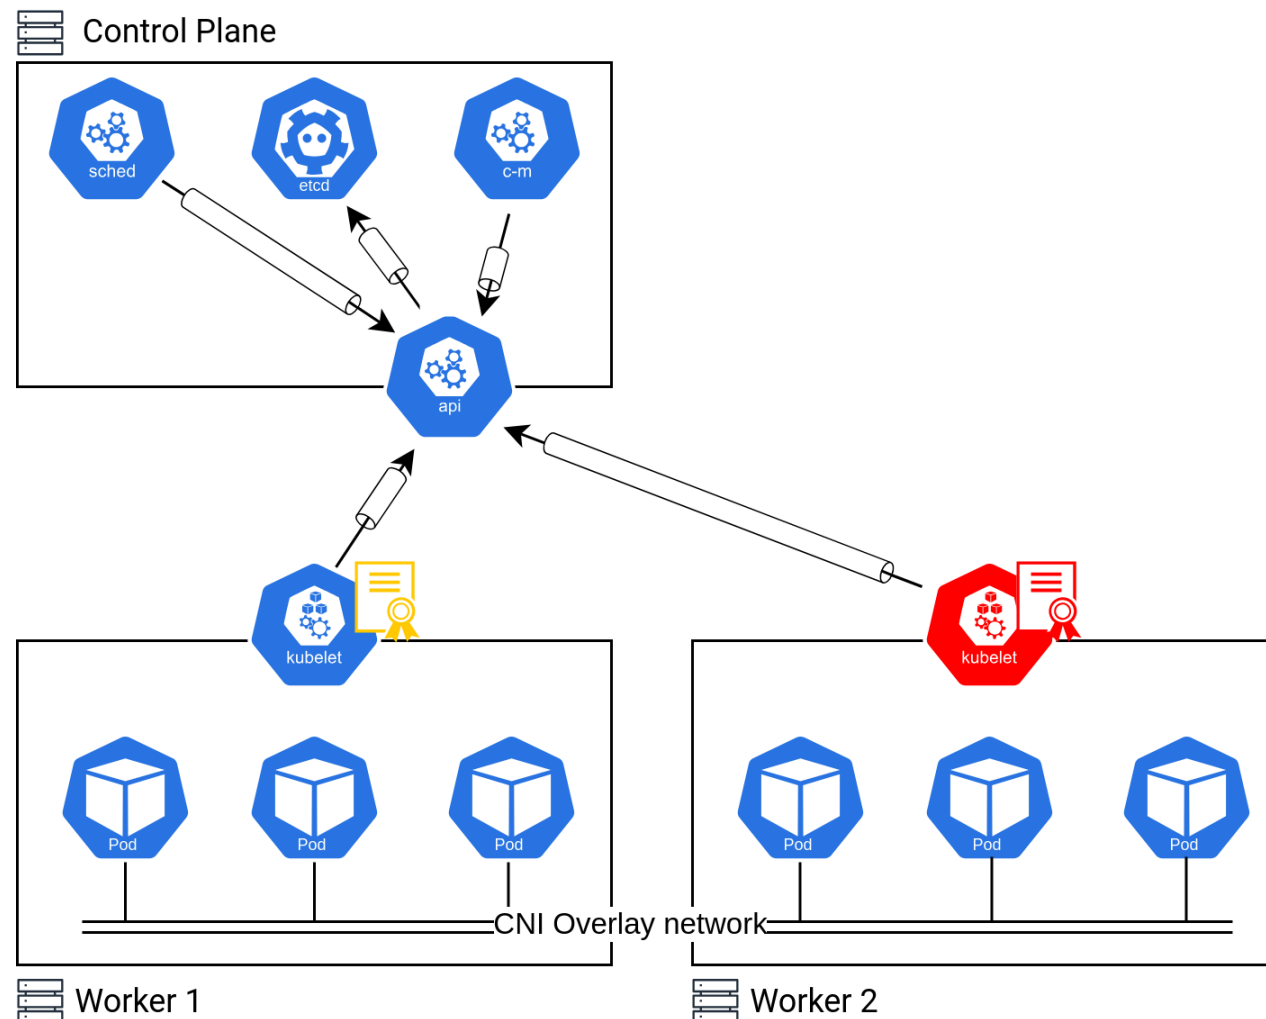 Control Plane
sched
etcd
c-m
api
kubelet
kubelet
Pod
Pod
Pod
Pod
Pod
Pod
CNI Overlay network
Worker 1
Worker 2